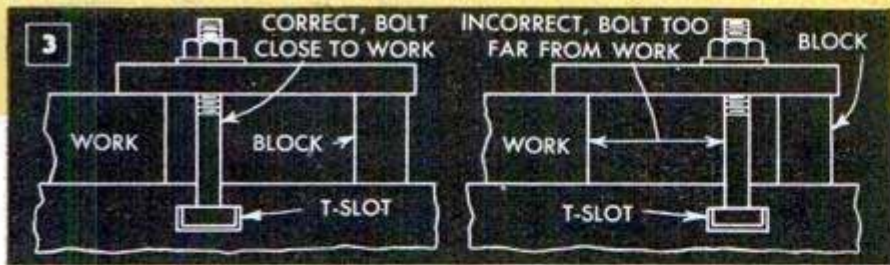 3
CORRECT, BOLT
CLOSE TO WORK
INCORRECT, BOLT TOO
FAR FROM WORK
BLOCK
WORK
BLOCK
T-SLOT
WORK
T-SLOT